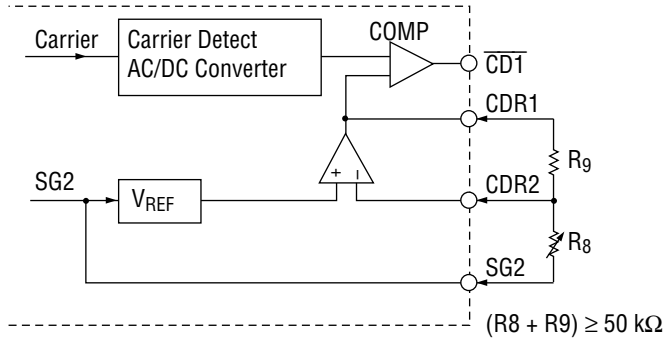 Carrier
Carrier Detect
AC/DC Converter
COMP
CD1
CDR1
R9
+ −
SG2
VREF
CDR2
R8
SG2
(R8 + R9) ≥ 50 kΩ